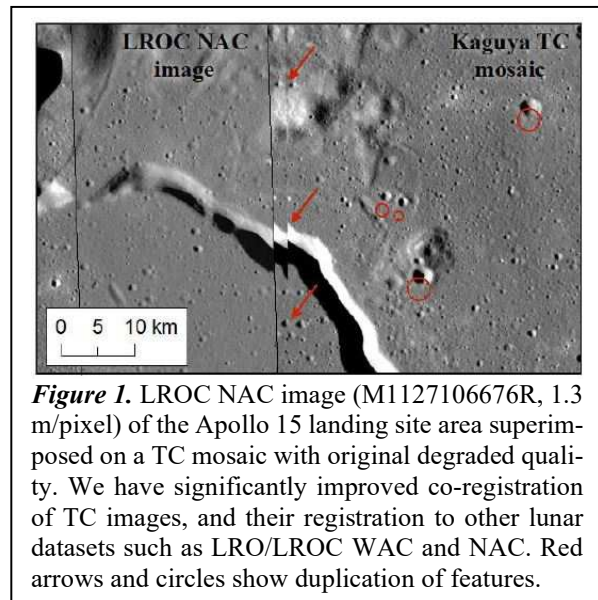 LROC NAC
image
Kaguya TC
mosaic
0 5 10 km
Figure 1. LROC NAC image (M1127106676R, 1.3
m/pixel) of the Apollo 15 landing site area superim-
posed on a TC mosaic with original degraded quali-
ty. We have significantly improved co-registration
of TC images, and their registration to other lunar
datasets such as LRO/LROC WAC and NAC. Red
arrows and circles show duplication of features.